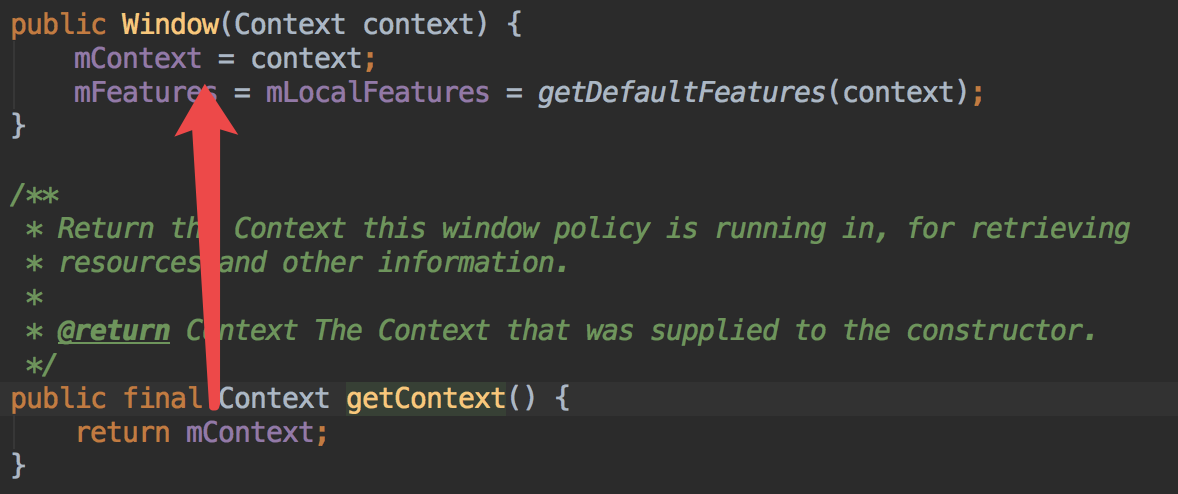 public Window(Context context) {
mContext = context;
mFeatures = mLocalFeatures = getDefaultFeatures(context);
}
/**
* Return the Context this window policy is running in, for retrieving
* resources and other information.
*
* @return Context The Context that was supplied to the constructor.
*/
public final Context getContext() {
return mContext;
}